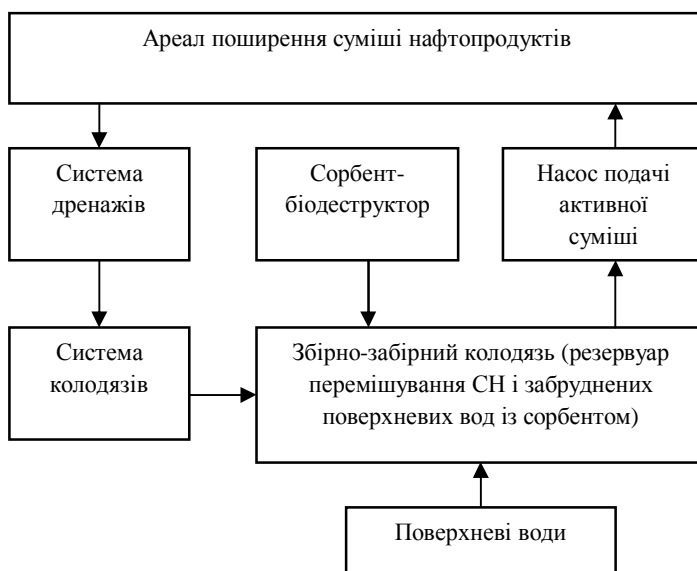 Ареал поширення суміші нафтопродуктів
Система
дренажів
Сорбент-
біодеструктор
Насос подачі
активної
суміші
Система
колодязів
Збірно-забірний колодязь (резервуар
перемішування СН і забруднених
поверхневих вод із сорбентом)
Поверхневі води